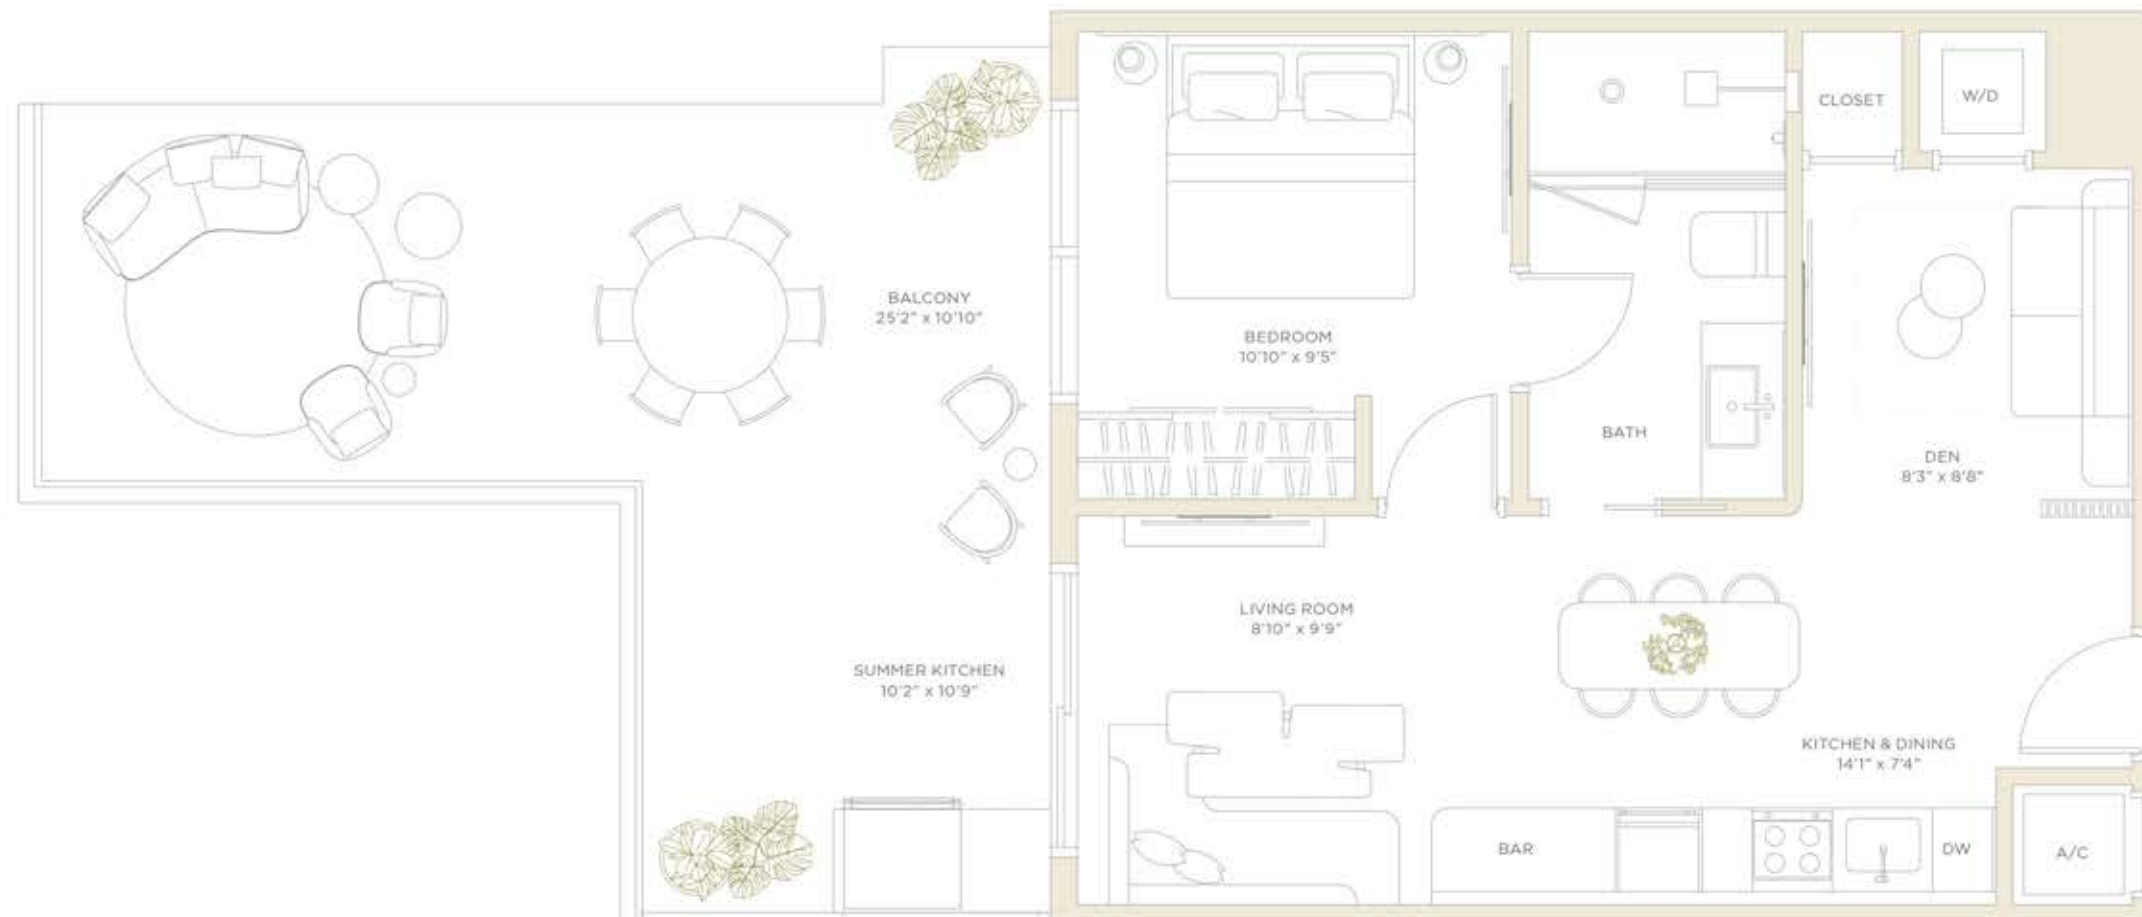 CLOSET
W/D
BALCONY
25'2" x 10'10"
BEDROOM
10'10" x 9'5"
BATH
DEN
8'3" x 8'8"
LIVING ROOM
8'10" x 9'9"
SUMMER KITCHEN
10'2" x 10'9"
KITCHEN & DINING
14'1" x 7'4"
BAR
DW
A/C